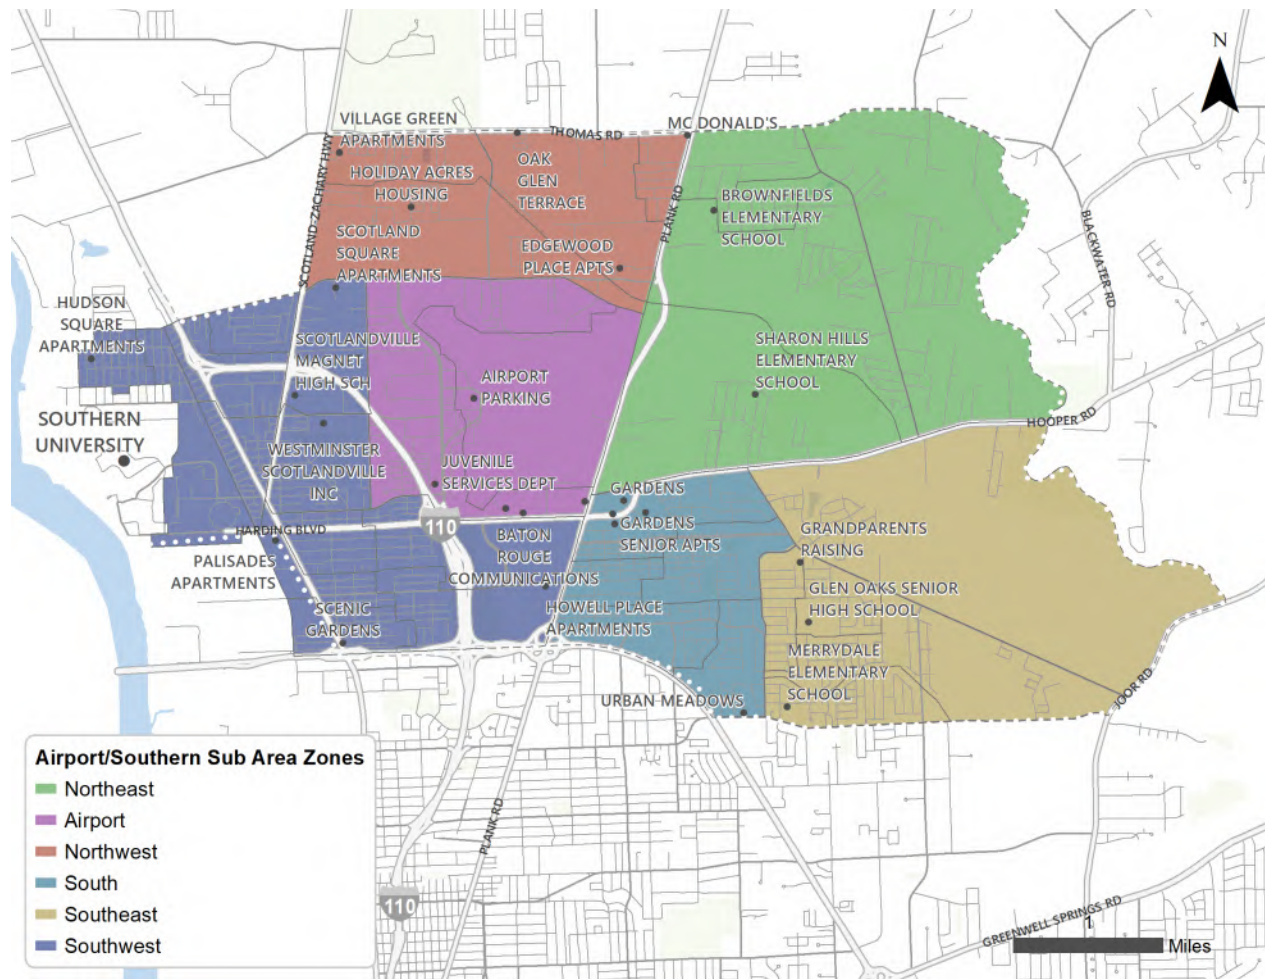 N
VILLAGE GREEN
APARTMENTS
THOMAS RD
MC DONALD'S
SCOTLAND-ZACHARY HWY
HOLIDAY ACRES
HOUSING
OAK
GLEN
TERRACE
PLANK RD
BROWNFIELDS
ELEMENTARY
SCHOOL
BLACKWATER RD
SCOTLAND
SQUARE
APARTMENTS
EDGEWOOD
PLACE APTS
HUDSON
SQUARE
APARTMENTS
SCOTLANDVILLE
MAGNET
HIGH SCH
SHARON HILLS
ELEMENTARY
SCHOOL
AIRPORT
PARKING
SOUTHERN
UNIVERSITY
HOOPER RD
WESTMINSTER
SCOTLANDVILLE
INC
JUVENILE
SERVICES DEPT
GARDENS
110
HARDING BLVD
GARDENS
SENIOR APTS
GRANDPARENTS
RAISING
PALISADES
APARTMENTS
BATON
ROUGE
COMMUNICATIONS
GLEN OAKS SENIOR
HIGH SCHOOL
SCENIC
GARDENS
HOWELL PLACE
APARTMENTS
MERRYDALE
ELEMENTARY
SCHOOL
URBAN MEADOWS
JOOR RD
PLANK RD
110
GREENWELL SPRINGS RD
1
Miles
Airport/Southern Sub Area Zones
Northeast
Airport
Northwest
South
Southeast
Southwest